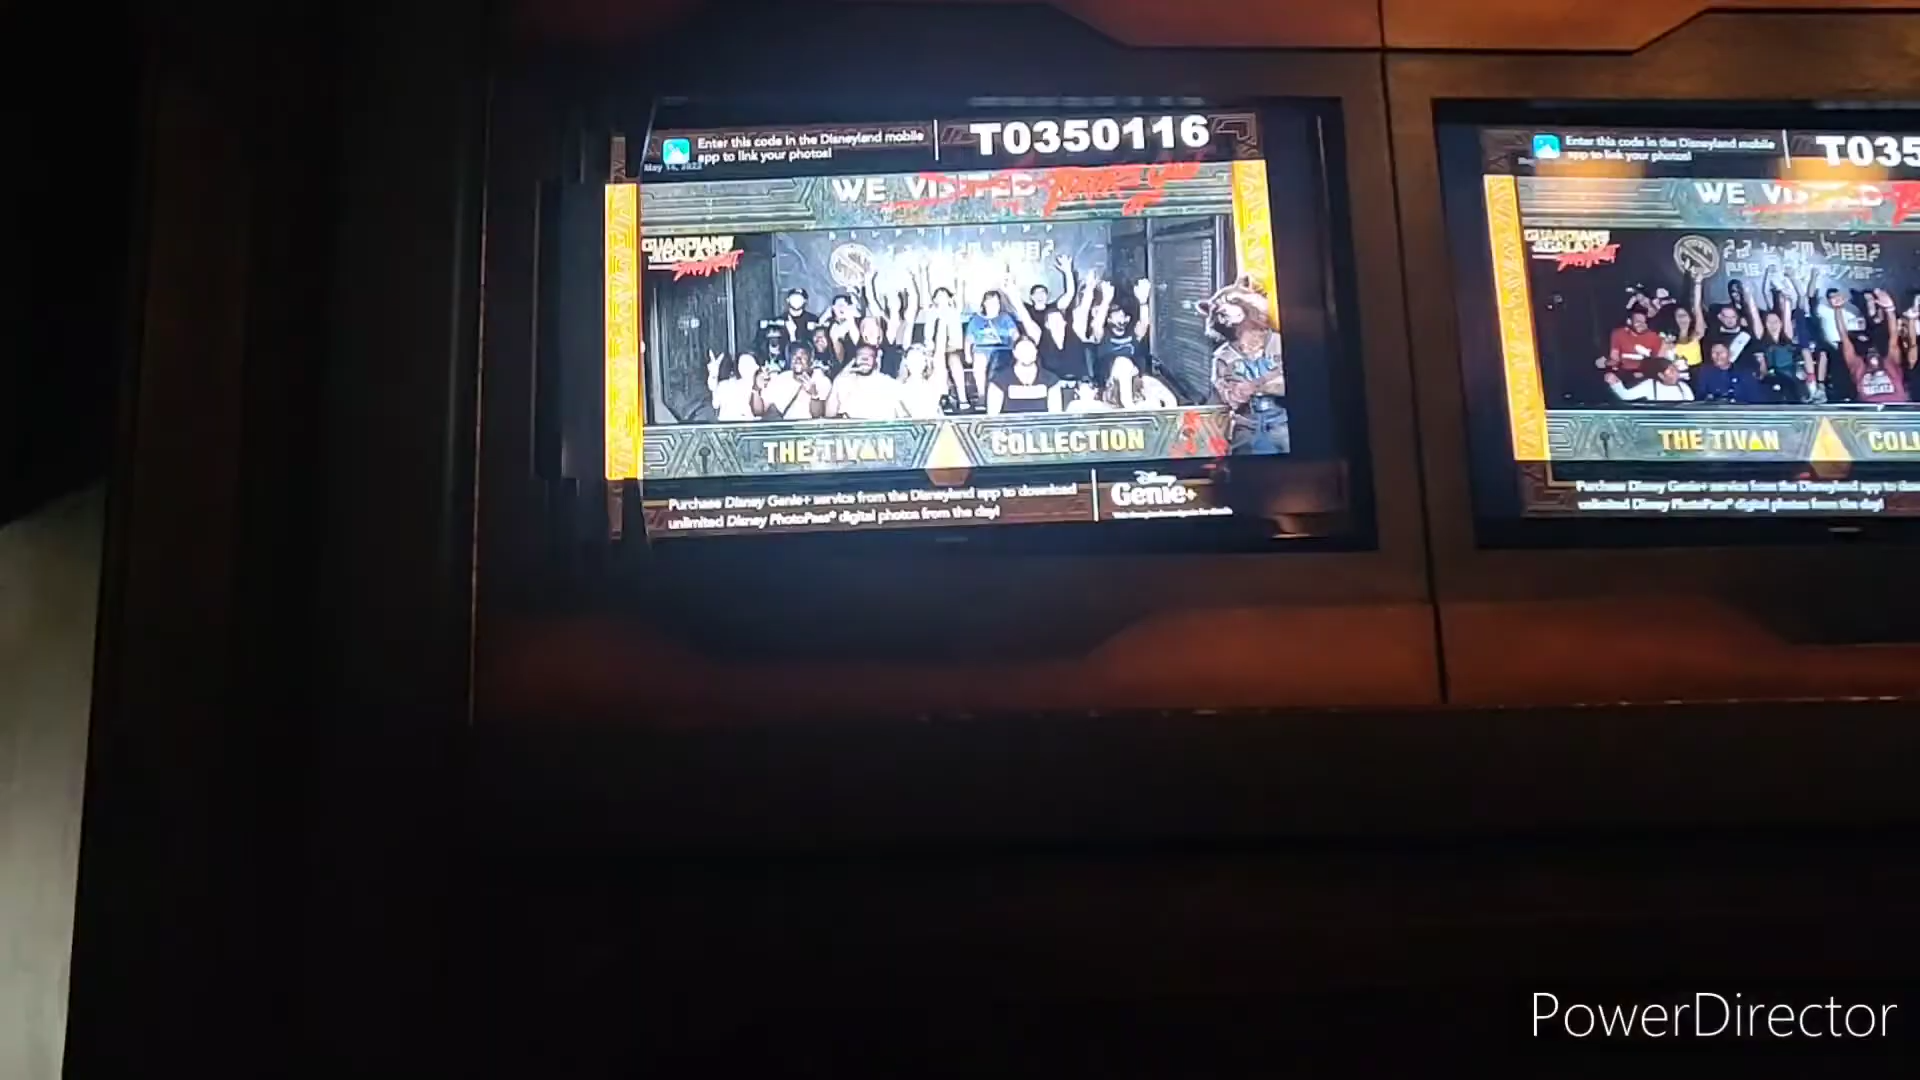 Enter this code in the Disneyland mobile
app to link your photos!
T0350116
WE VISITED
GUARDIANS
GALAXY
THE TIVAN COLLECTION
Purchase Disney Genie+ service from the Disneyland app to download
unlimited Disney PhotoPass® digital photos from the day!
Disney
Genie+
Enter this code in the Disneyland mobile
app to link your photos!
T035
WE VISITED
GUARDIANS
GALAXY
THE TIVAN COLL
Purchase Disney Genie+ service from the Disneyland app to
unlimited Disney PhotoPass® digital photos from the day!
PowerDirector